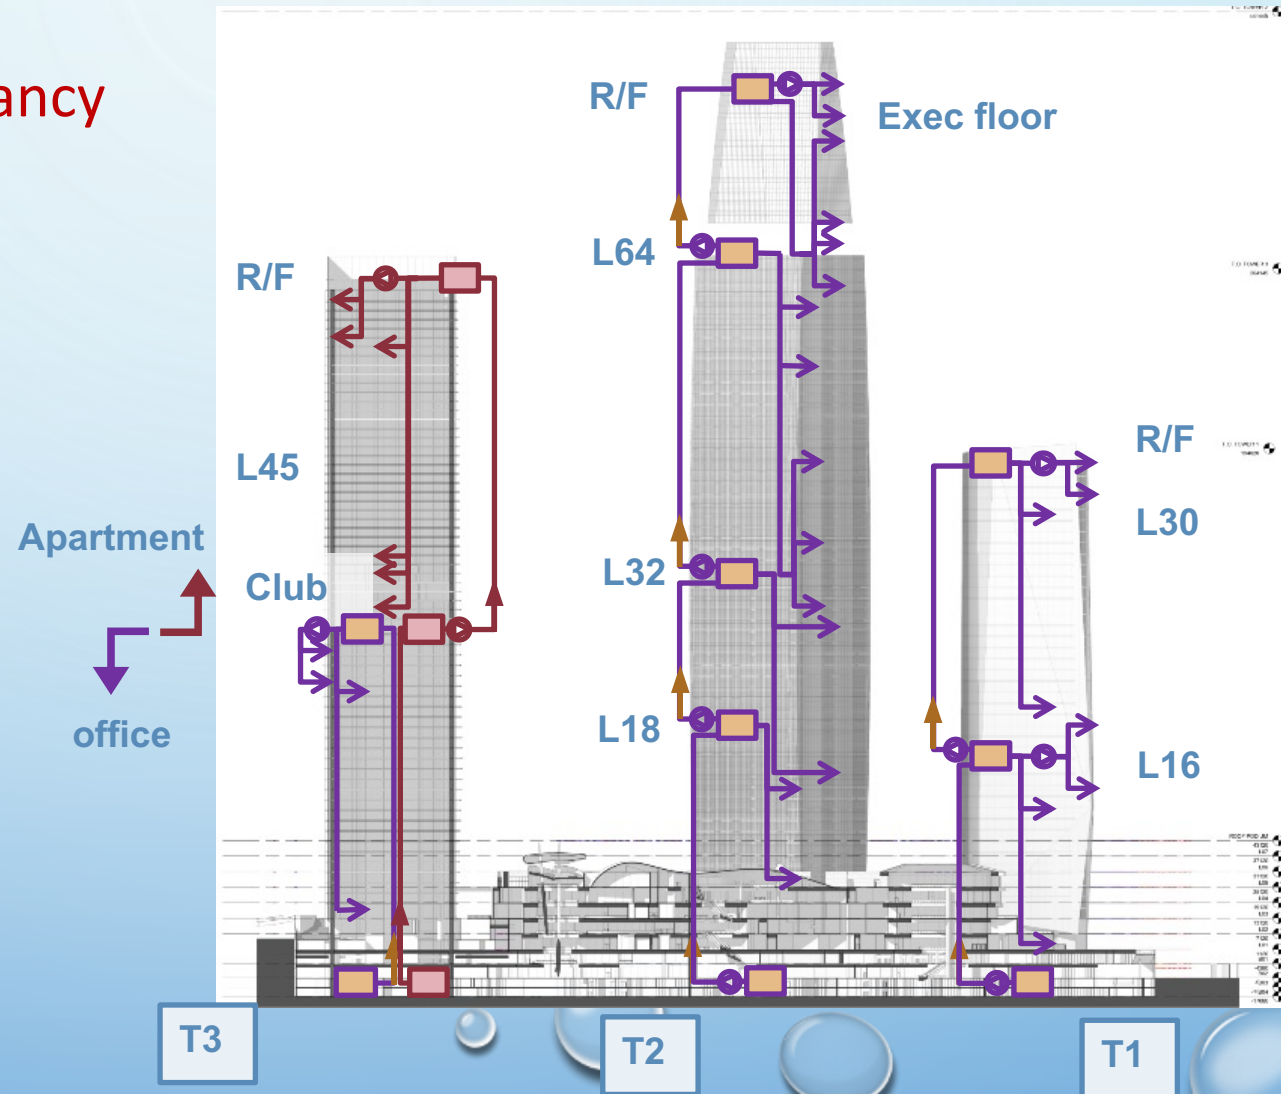 ancy
R/F
Exec floor
L64
R/F
R/F
L45
L30
Apartment
L32
Club
L18
L16
office
T3
T2
T1